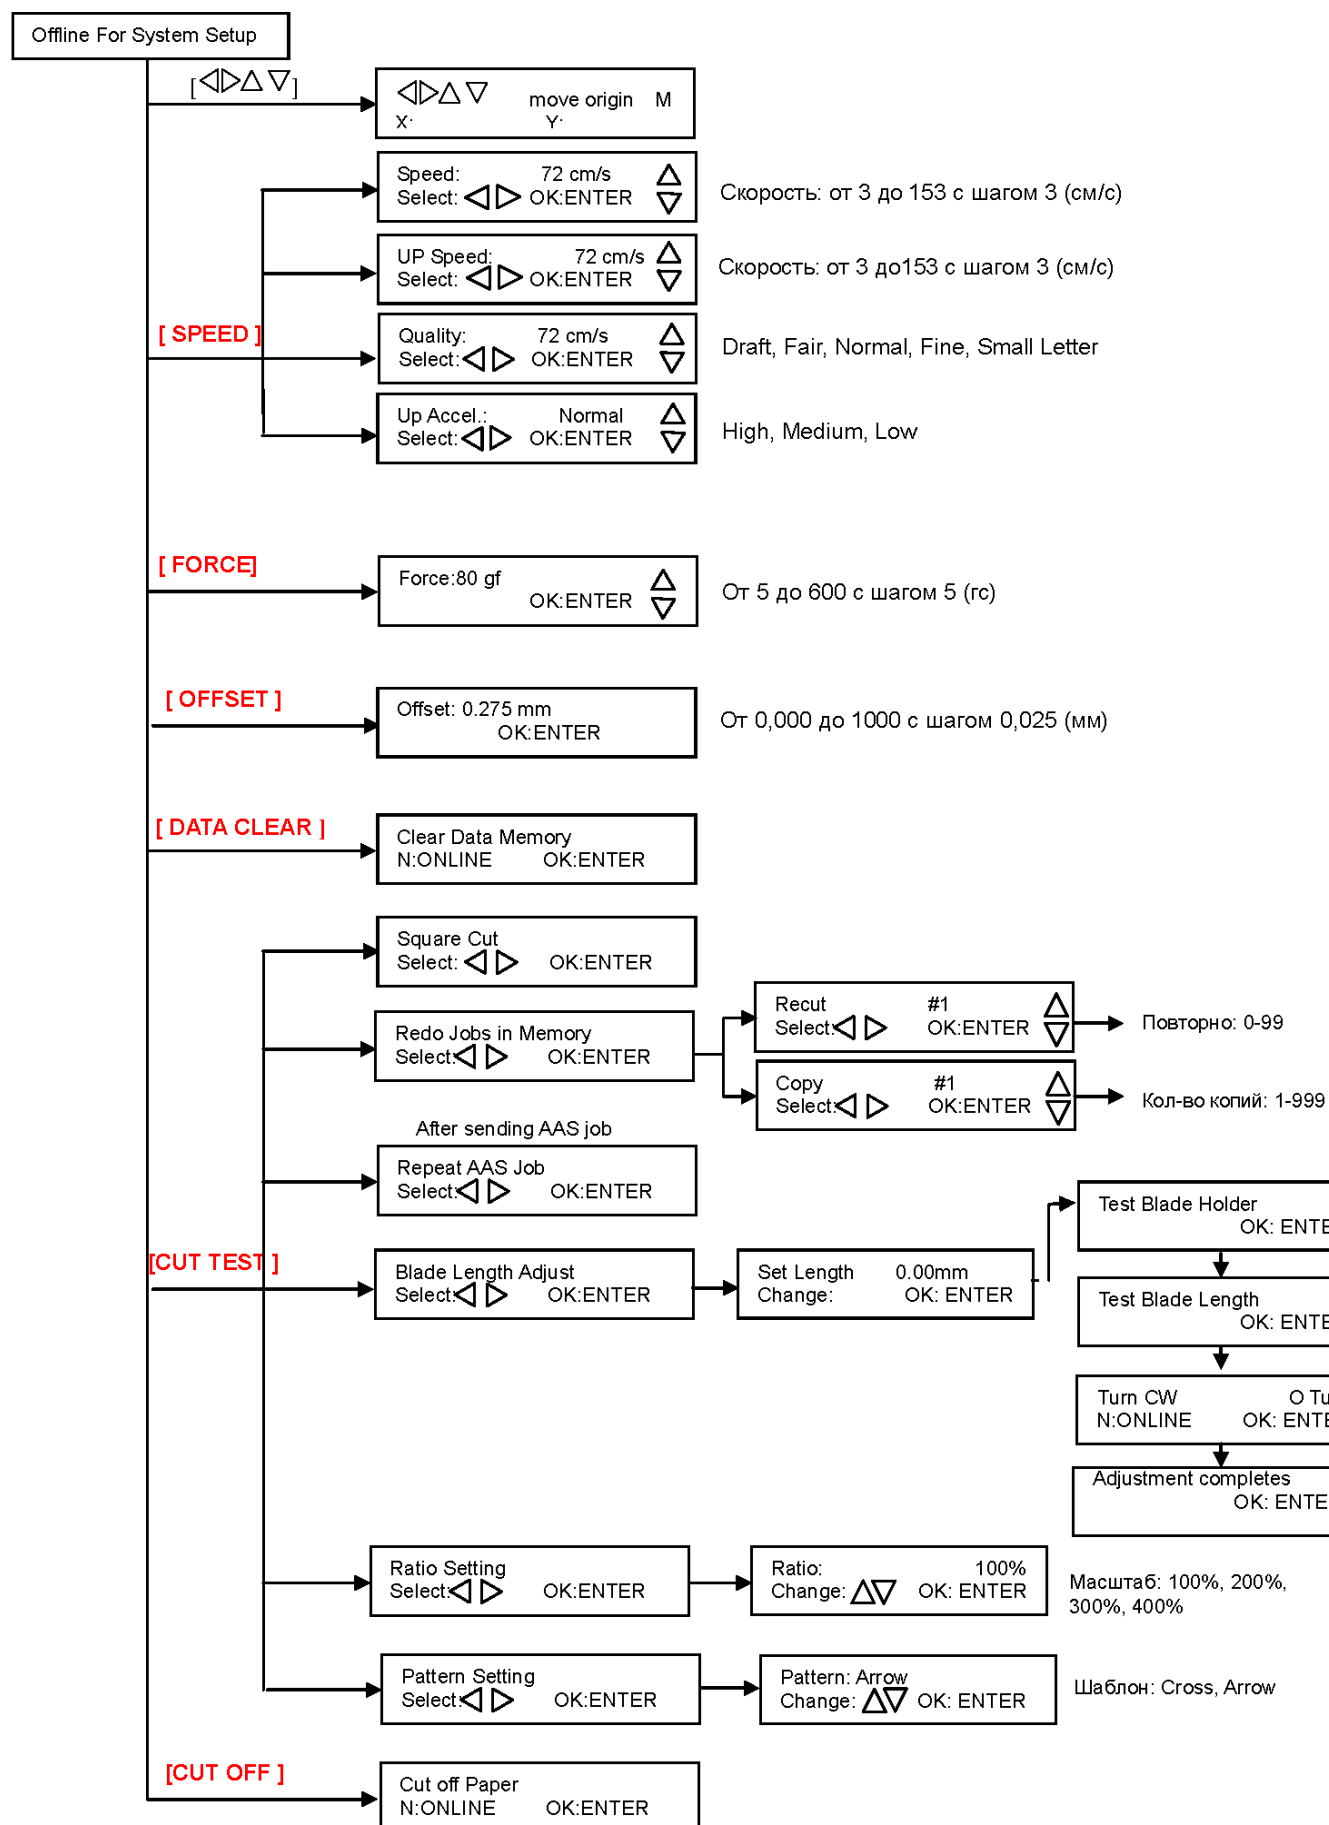 Offline For System Setup
[◁▷△▽]
◁▷△▽ move origin M
X: Y:
Speed: 72 cm/s △
Select: ◁▷ OK:ENTER ▽
Скорость: от 3 до 153 с шагом 3 (см/с)
UP Speed: 72 cm/s △
Select: ◁▷ OK:ENTER ▽
Скорость: от 3 до153 с шагом 3 (см/с)
[ SPEED ]
Quality: 72 cm/s △
Select: ◁▷ OK:ENTER ▽
Draft, Fair, Normal, Fine, Small Letter
Up Accel.: Normal △
Select: ◁▷ OK:ENTER ▽
High, Medium, Low
[ FORCE]
Force:80 gf △
OK:ENTER ▽
От 5 до 600 с шагом 5 (гс)
[ OFFSET ]
Offset: 0.275 mm
OK:ENTER
От 0,000 до 1000 с шагом 0,025 (мм)
[ DATA CLEAR ]
Clear Data Memory
N:ONLINE OK:ENTER
Square Cut
Select: ◁▷ OK:ENTER
Redo Jobs in Memory
Select: ◁▷ OK:ENTER
Recut #1 △
Select: ◁▷ OK:ENTER ▽
Повторно: 0-99
Copy #1 △
Select: ◁▷ OK:ENTER ▽
Кол-во копий: 1-999
After sending AAS job
Repeat AAS Job
Select: ◁▷ OK:ENTER
[CUT TEST ]
Blade Length Adjust
Select: ◁▷ OK:ENTER
Set Length 0.00mm
Change: OK: ENTER
Test Blade Holder
OK: ENTE
Test Blade Length
OK: ENTE
Turn CW O Tu
N:ONLINE OK: ENTE
Adjustment completes
OK: ENTE
Ratio Setting
Select: ◁▷ OK:ENTER
Ratio: 100%
Change: △▽ OK: ENTER
Масштаб: 100%, 200%,
300%, 400%
Pattern Setting
Select: ◁▷ OK:ENTER
Pattern: Arrow
Change: △▽ OK: ENTER
Шаблон: Cross, Arrow
[CUT OFF ]
Cut off Paper
N:ONLINE OK:ENTER